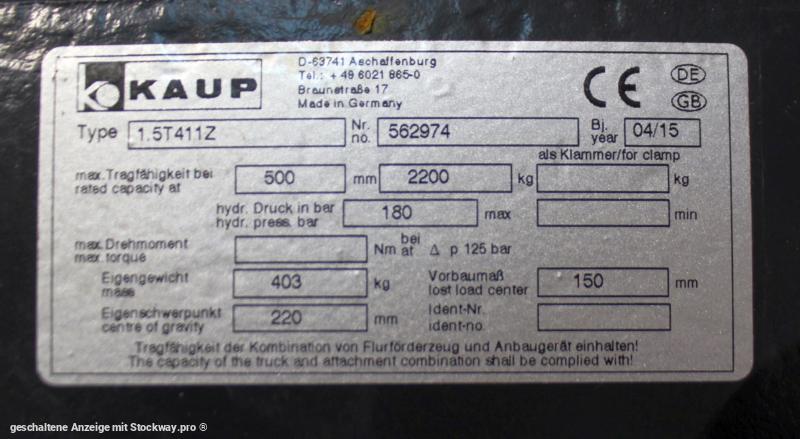 KAUP
D-63741 Aschaffenburg
Tel.: + 49 6021 865-0
Braunstraße 17
Made in Germany
CE
DE
GB
Type 1.5T411Z Nr. no. 562974 Bj. year 04/15
als Klammer/for clamp
max. Tragfähigkeit bei
rated capacity at 500 mm 2200 kg kg
hydr. Druck in bar
hydr. press. bar 180 max min
max. Drehmoment
max. torque Nm bei at Δ p 125 bar
Eigengewicht
mass 403 kg
Vorbaumaß
lost load center 150 mm
Eigenschwerpunkt
centre of gravity 220 mm
Ident-Nr.
ident-no.
Tragfähigkeit der Kombination von Flurförderzeug und Anbaugerät einhalten!
The capacity of the truck and attachment combination shall be complied with!
geschaltene Anzeige mit Stockway.pro ®